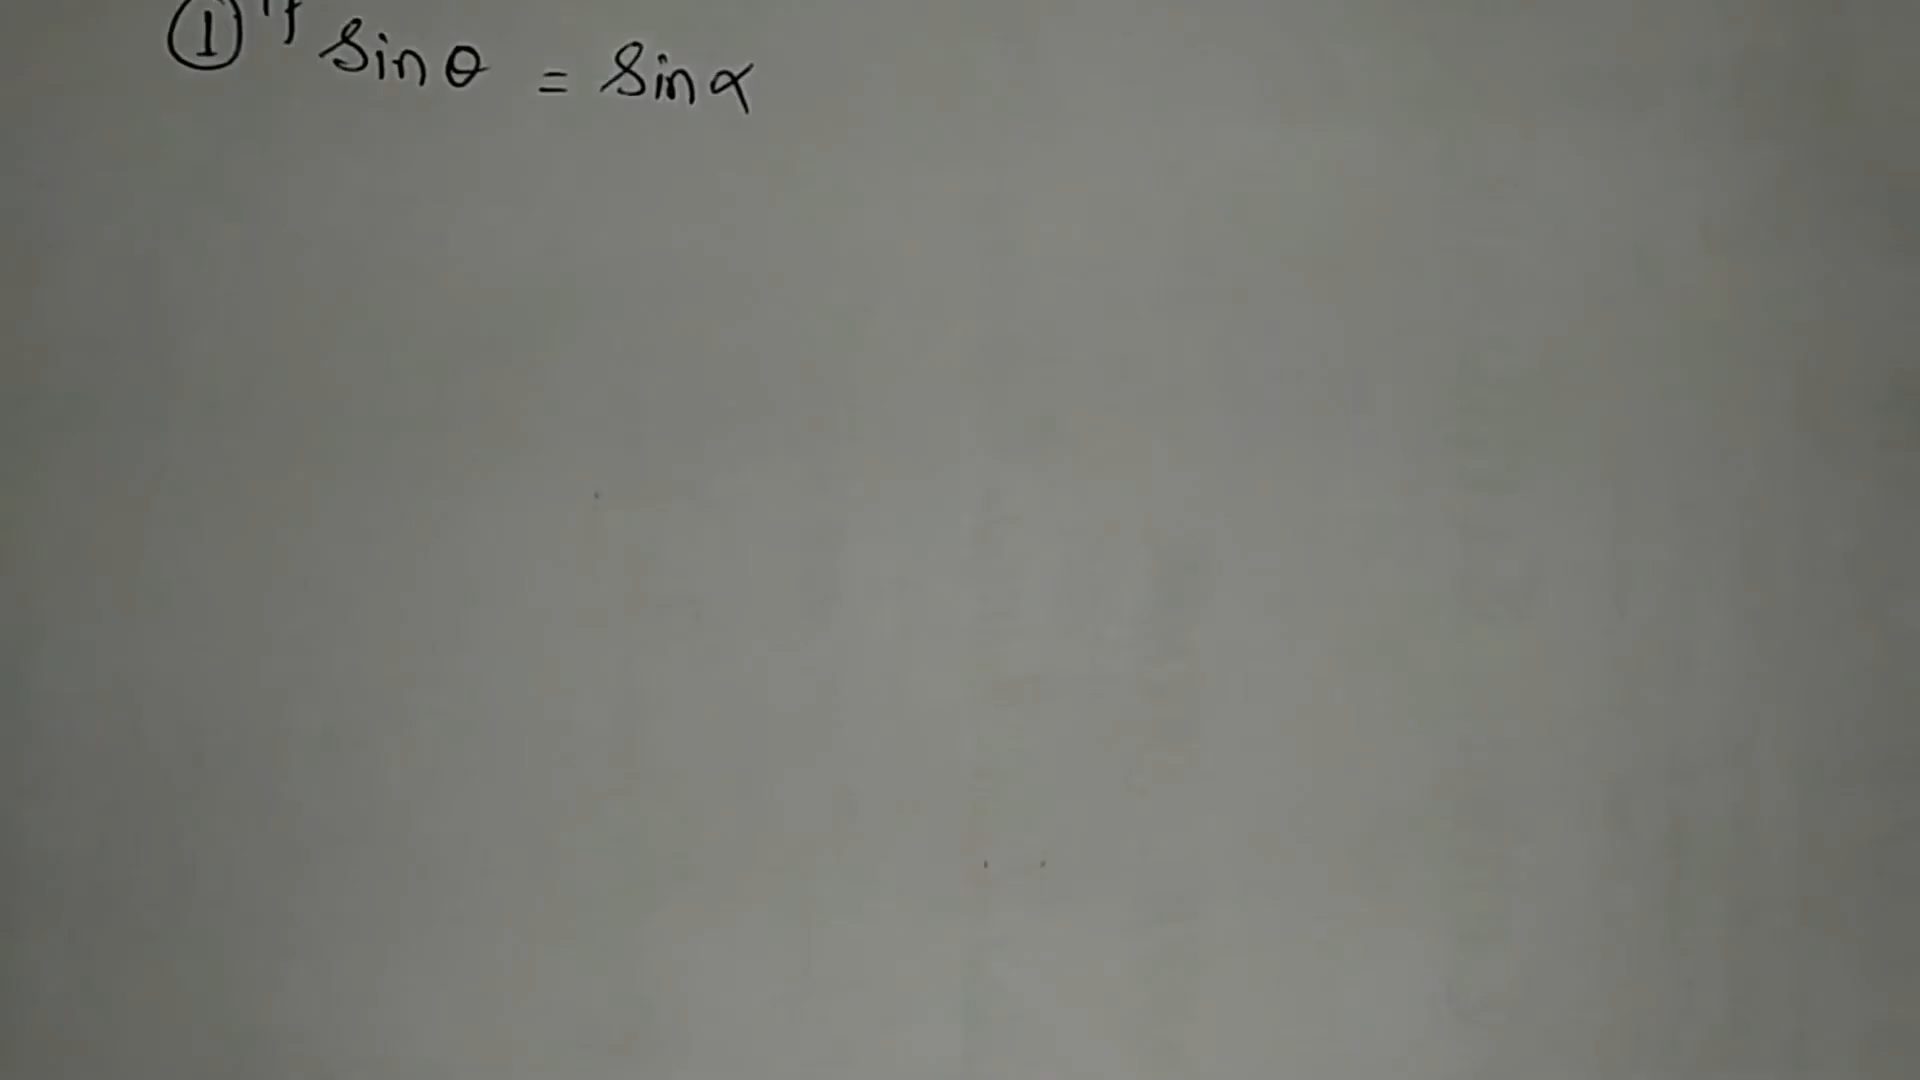 ① If sin θ = sin α